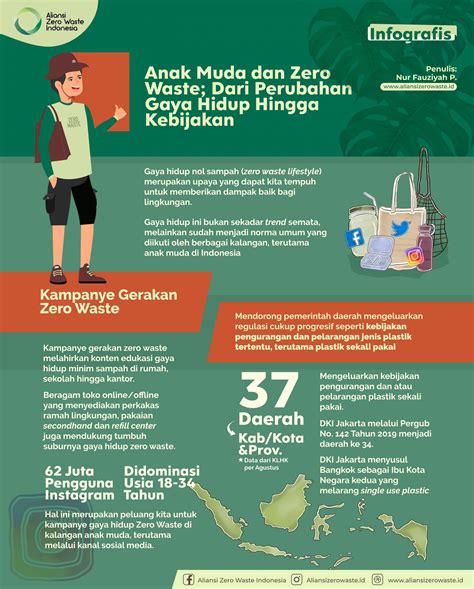 Aliansi
Zero Waste
Indonesia
Infografis
Penulis:
Nur Fauziyah P.
www.aliansizerowaste.id
Anak Muda dan Zero
Waste; Dari Perubahan
Gaya Hidup Hingga
Kebijakan
Gaya hidup nol sampah (zero waste lifestyle)
merupakan upaya yang dapat kita tempuh
untuk memberikan dampak baik bagi
lingkungan.
Gaya hidup ini bukan sekadar trend semata,
melainkan sudah menjadi norma umum yang
diikuti oleh berbagai kalangan, terutama
anak muda di Indonesia
Kampanye Gerakan
Zero Waste
Kampanye gerakan zero waste
melahirkan konten edukasi gaya
hidup minim sampah di rumah,
sekolah hingga kantor.
Beragam toko online/offline
yang menyediakan perkakas
ramah lingkungan, pakaian
secondhand dan refill center
juga mendukung tumbuh
suburnya gaya hidup zero waste.
62 Juta
Pengguna
Instagram
Didominasi
Usia 18-34
Tahun
Hal ini merupakan peluang kita untuk
kampanye gaya hidup Zero Waste di
kalangan anak muda, terutama
melalui kanal sosial media.
Mendorong pemerintah daerah mengeluarkan
regulasi cukup progresif seperti kebijakan
pengurangan dan pelarangan jenis plastik
tertentu, terutama plastik sekali pakai
37
Daerah
Kab/Kota
&Prov.
* Data dari KLHK
per Agustus
Mengeluarkan kebijakan
pengurangan dan atau
pelarangan plastik sekali
pakai.
DKI Jakarta melalui Pergub
No. 142 Tahun 2019 menjadi
daerah ke 34.
DKI Jakarta menyusul
Bangkok sebagai Ibu Kota
Negara kedua yang
melarang single use plastic
Aliansi Zero Waste Indonesia
Aliansizerowaste.id
www.aliansizerowaste.id